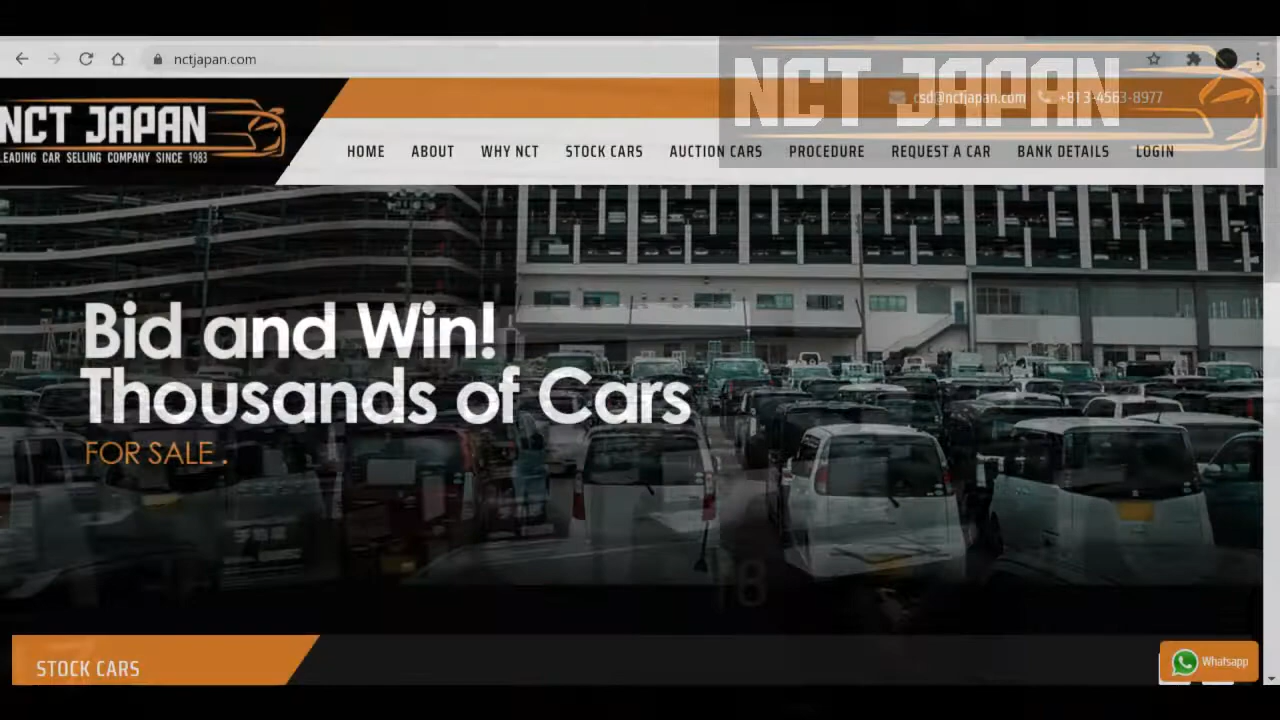 nctjapan.com
NCT JAPAN
csd@nctjapan.com +81 3-4563-8977
NCT JAPAN
LEADING CAR SELLING COMPANY SINCE 1983
HOME ABOUT WHY NCT STOCK CARS AUCTION CARS PROCEDURE REQUEST A CAR BANK DETAILS LOGIN
Bid and Win!
Thousands of Cars
FOR SALE .
STOCK CARS
Whatsapp